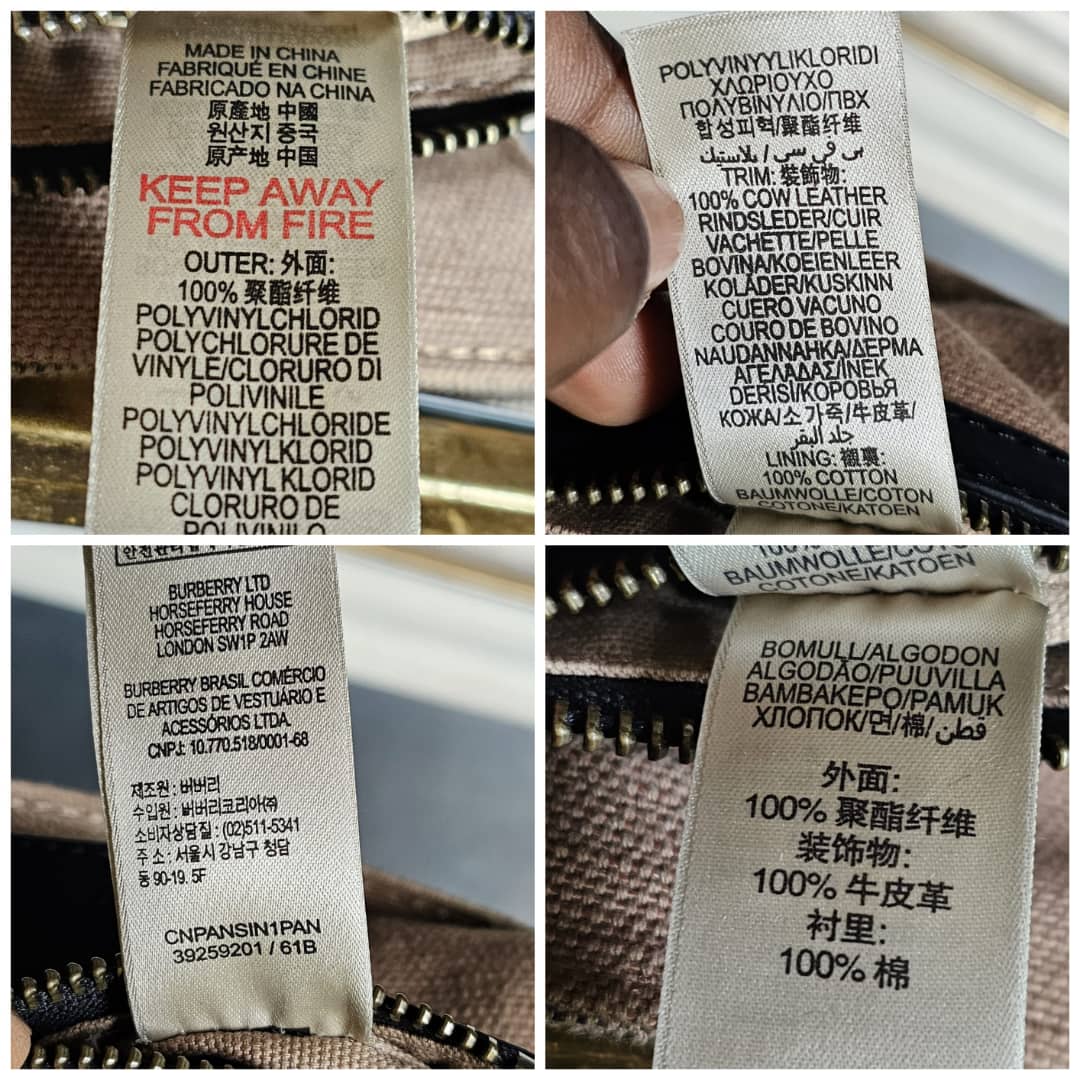 MADE IN CHINA
FABRIQUÉ EN CHINE
FABRICADO NA CHINA
原產地 中國
원산지 중국
原产地 中国
KEEP AWAY
FROM FIRE
OUTER: 外面:
100% 聚酯纤维
POLYVINYLCHLORID
POLYCHLORURE DE
VINYLE/CLORURO DI
POLIVINILE
POLYVINYLCHLORIDE
POLYVINYLKLORID
POLYVINYL KLORID
CLORURO DE
POLIVINILO
POLYVINYYLIKLORIDI
ΧΛΩΡΙΟΥΧΟ
ΠΟΛΥΒΙΝΥΛΙΟ/ПВХ
합성피혁/聚酯纤维
بى فى سى / بلاستيك
TRIM: 裝飾物:
100% COW LEATHER
RINDSLEDER/CUIR
VACHETTE/PELLE
BOVINA/KOEIENLEER
KOLÄDER/KUSKINN
CUERO VACUNO
COURO DE BOVINO
NAUDANNAHKA/ΔΕΡΜΑ
ΑΓΕΛΑΔΑΣ/INEK
DERISI/КОРОВЬЯ
КОЖА/소가죽/牛皮革/
جلد البقر
LINING: 襯裏:
100% COTTON
BAUMWOLLE/COTON
COTONE/KATOEN
BURBERRY LTD
HORSEFERRY HOUSE
HORSEFERRY ROAD
LONDON SW1P 2AW
BURBERRY BRASIL COMÉRCIO
DE ARTIGOS DE VESTUÁRIO E
ACESSÓRIOS LTDA.
CNPJ: 10.770.518/0001-68
제조원 : 버버리
수입원 : 버버리코리아㈜
소비자상담실 : (02)511-5341
주 소 : 서울시 강남구 청담
동 90-19. 5F
CNPANSIN1PAN
39259201 / 61B
100%
BAUMWOLLE/COTON
COTONE/KATOEN
BOMULL/ALGODON
ALGODÃO/PUUVILLA
BAMBAKEPO/PAMUK
ХЛОПОК/면/棉/قطن
外面:
100% 聚酯纤维
装饰物:
100% 牛皮革
衬里:
100% 棉